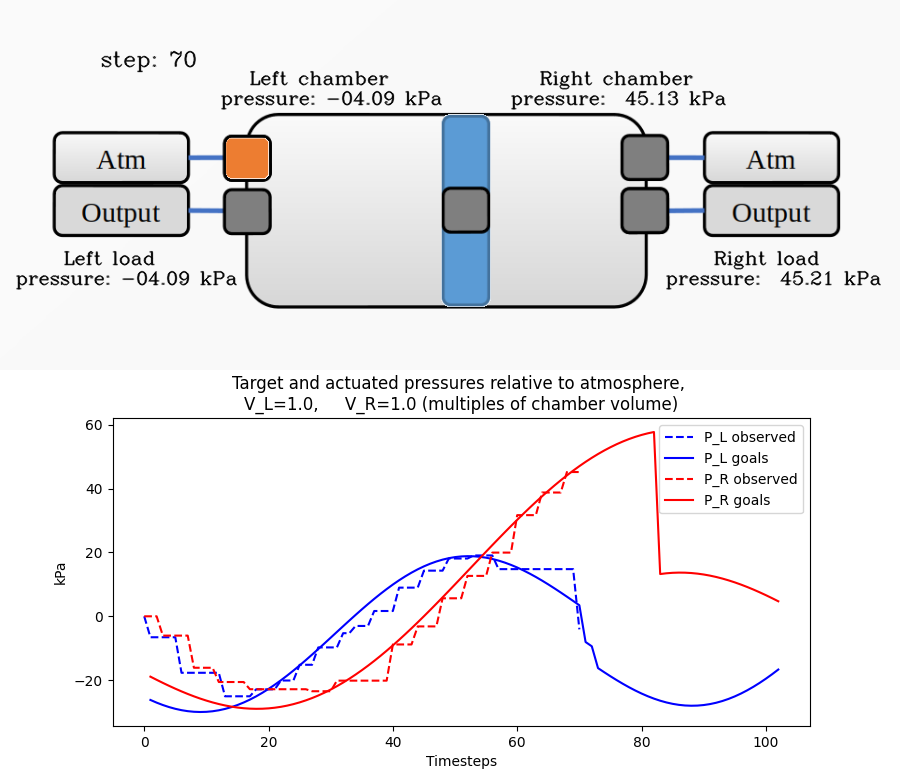 step: 70
Left chamber
pressure: −04.09 kPa
Right chamber
pressure: 45.13 kPa
Atm
Output
Atm
Output
Left load
pressure: −04.09 kPa
Right load
pressure: 45.21 kPa
Target and actuated pressures relative to atmosphere,
V_L=1.0, V_R=1.0 (multiples of chamber volume)
60
40
20
0
−20
kPa
P_L observed
P_L goals
P_R observed
P_R goals
0 20 40 60 80 100
Timesteps